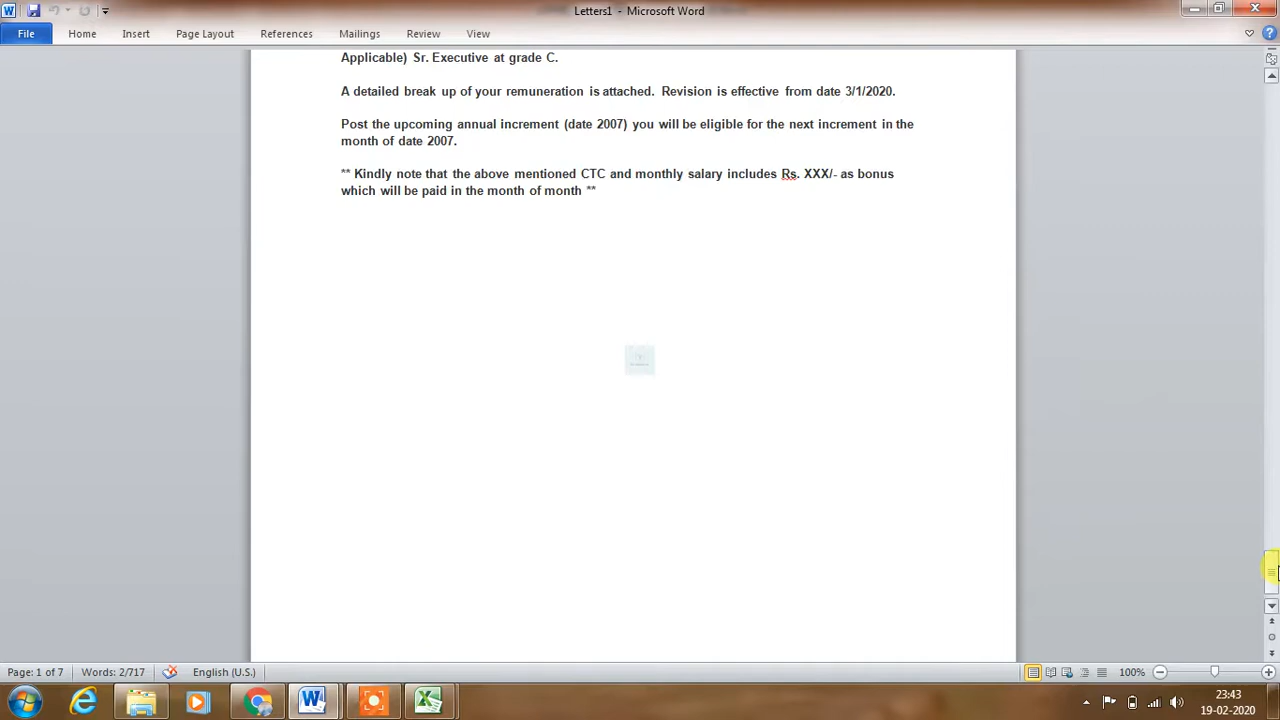 Letters1 - Microsoft Word
File Home Insert Page Layout References Mailings Review View
Applicable) Sr. Executive at grade C.
A detailed break up of your remuneration is attached. Revision is effective from date 3/1/2020.
Post the upcoming annual increment (date 2007) you will be eligible for the next increment in the
month of date 2007.
** Kindly note that the above mentioned CTC and monthly salary includes Rs. XXX/- as bonus
which will be paid in the month of month **
Page: 1 of 7 Words: 2/717 English (U.S.) 100%
23:43
19-02-2020